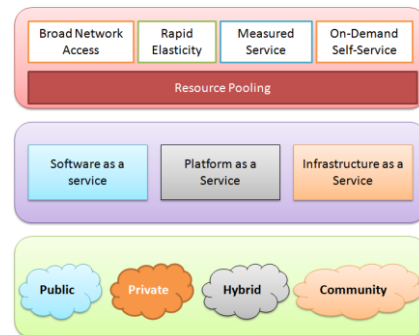 Broad Network
Access
Rapid
Elasticity
Measured
Service
On-Demand
Self-Service
Resource Pooling
Software as a
service
Platform as a
Service
Infrastructure as a
Service
Public
Private
Hybrid
Community